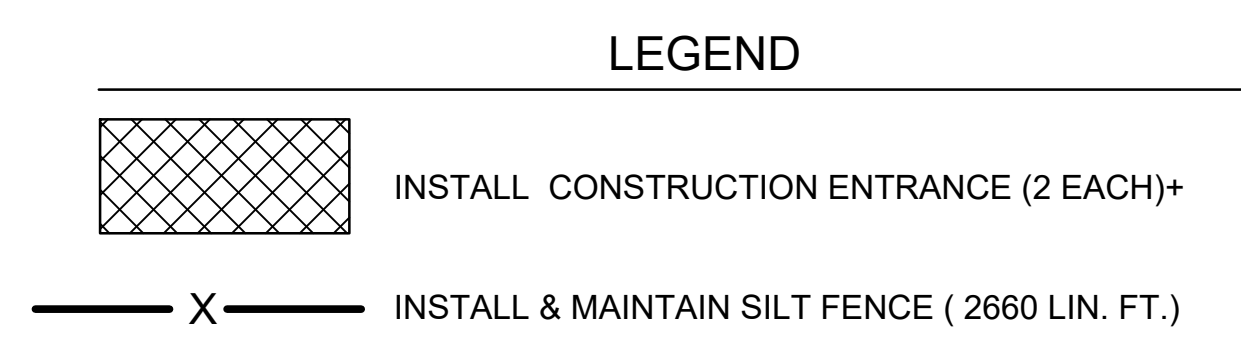 LEGEND
INSTALL  CONSTRUCTION ENTRANCE (2 EACH)+
X INSTALL & MAINTAIN SILT FENCE ( 2660 LIN. FT.)